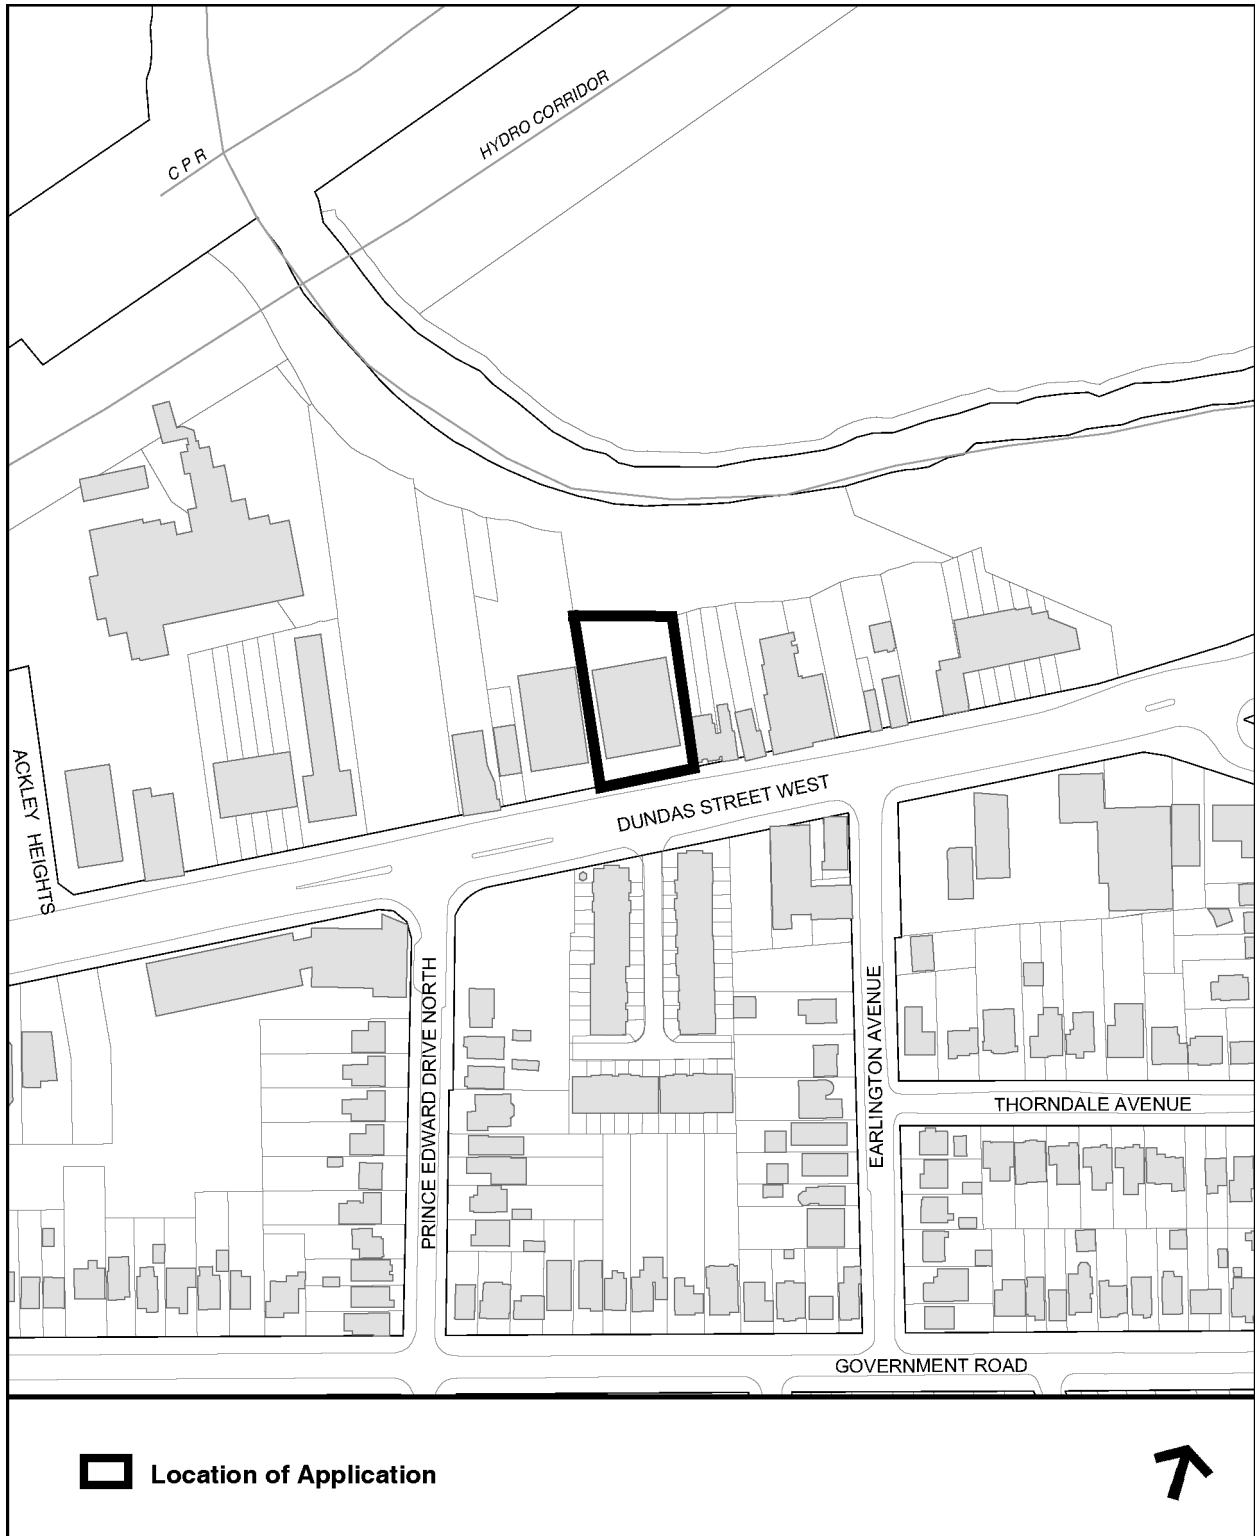 C P R
HYDRO CORRIDOR
ACKLEY HEIGHTS
DUNDAS STREET WEST
PRINCE EDWARD DRIVE NORTH
EARLINGTON AVENUE
THORNDALE AVENUE
GOVERNMENT ROAD
Location of Application